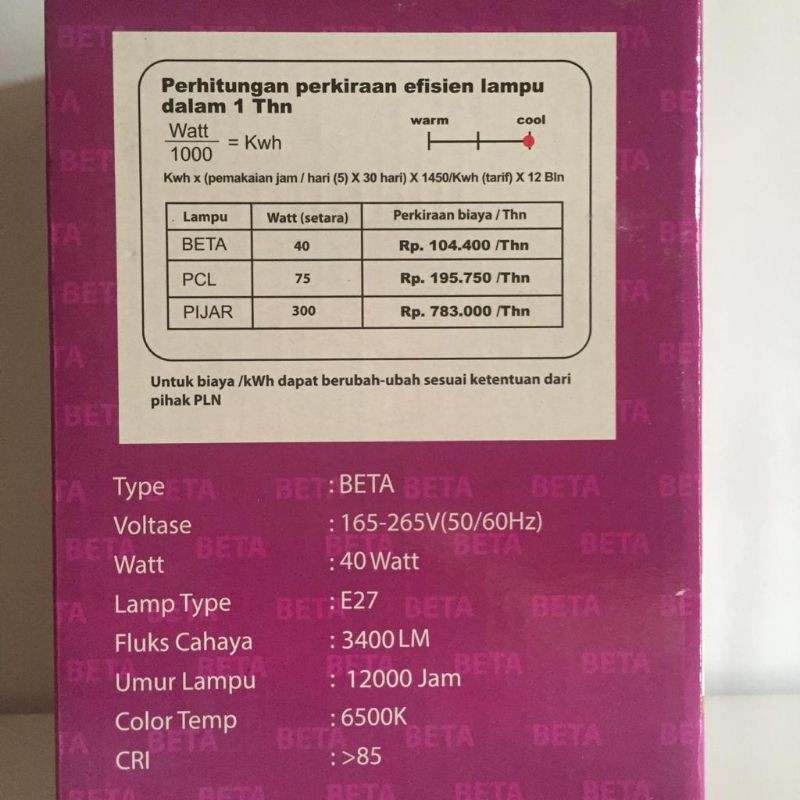 Perhitungan perkiraan efisien lampu
dalam 1 Thn
Watt
1000
= Kwh
warm cool
Kwh x (pemakaian jam / hari (5) X 30 hari) X 1450/Kwh (tarif) X 12 Bln
Lampu Watt (setara) Perkiraan biaya / Thn
BETA 40 Rp. 104.400 /Thn
PCL 75 Rp. 195.750 /Thn
PIJAR 300 Rp. 783.000 /Thn
Untuk biaya /kWh dapat berubah-ubah sesuai ketentuan dari
pihak PLN
Type : BETA
Voltase : 165-265V(50/60Hz)
Watt : 40 Watt
Lamp Type : E27
Fluks Cahaya : 3400 LM
Umur Lampu : 12000 Jam
Color Temp : 6500K
CRI : >85